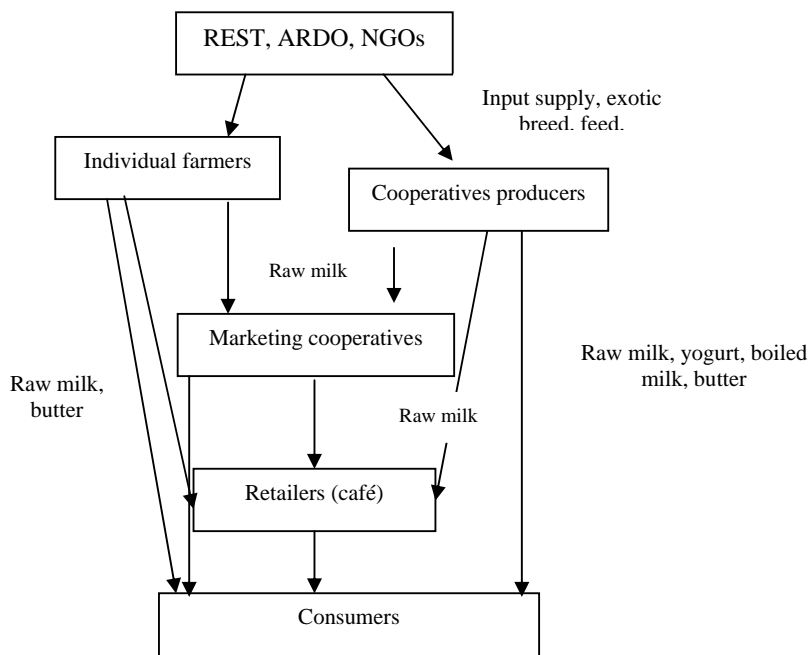 REST, ARDO, NGOs
Input supply, exotic
breed, feed,
Individual farmers
Cooperatives producers
Raw milk
Marketing cooperatives
Raw milk, yogurt, boiled
milk, butter
Raw milk,
butter
Raw milk
Retailers (café)
Consumers